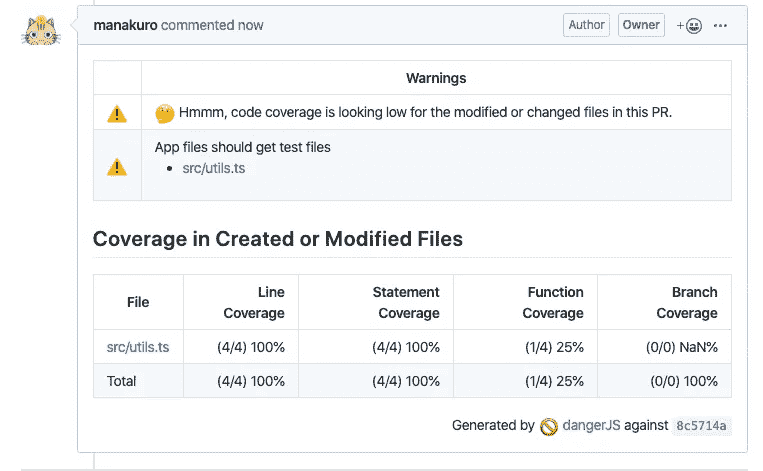 manakuro commented now
Author
Owner
Warnings
Hmmm, code coverage is looking low for the modified or changed files in this PR.
App files should get test files
src/utils.ts
Coverage in Created or Modified Files
File Line Coverage Statement Coverage Function Coverage Branch Coverage
src/utils.ts (4/4) 100% (4/4) 100% (1/4) 25% (0/0) NaN%
Total (4/4) 100% (4/4) 100% (1/4) 25% (0/0) 100%
Generated by dangerJS against 8c5714a